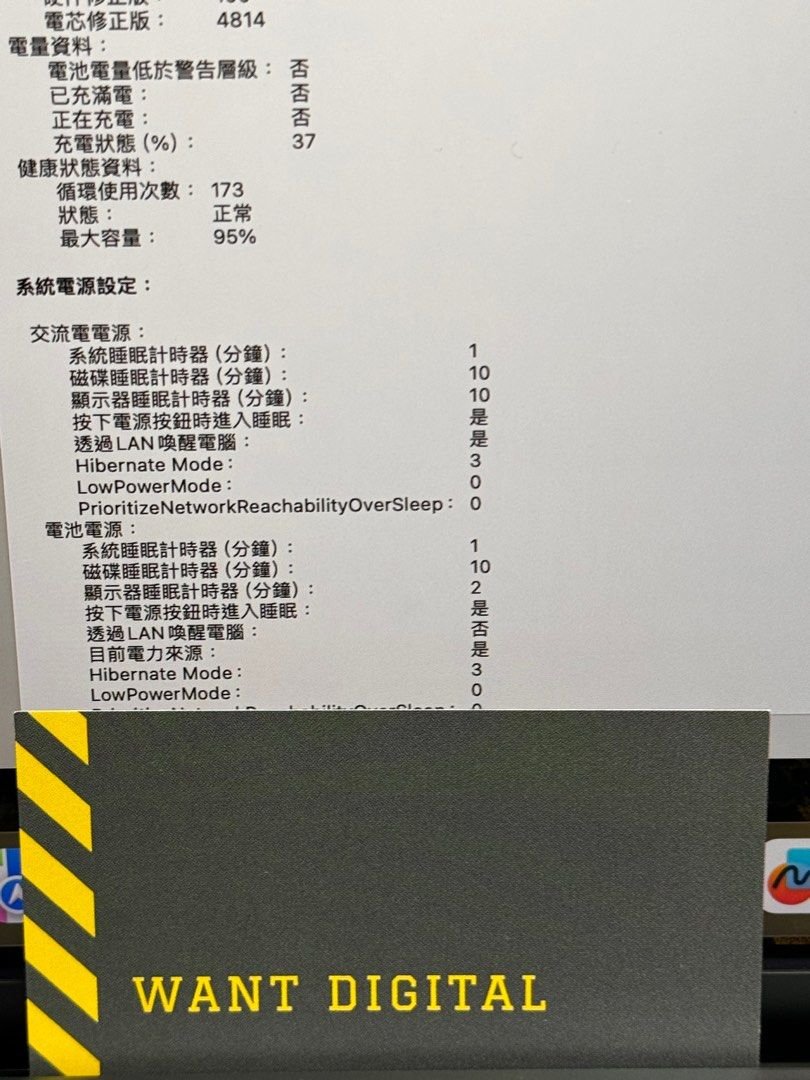 電芯修正版： 4814
電量資料：
電池電量低於警告層級： 否
已充滿電： 否
正在充電： 否
充電狀態（%）： 37
健康狀態資料：
循環使用次數： 173
狀態： 正常
最大容量： 95%
系統電源設定：
交流電電源：
系統睡眠計時器（分鐘）： 1
磁碟睡眠計時器（分鐘）： 10
顯示器睡眠計時器（分鐘）： 10
按下電源按鈕時進入睡眠： 是
透過LAN喚醒電腦： 是
Hibernate Mode： 3
LowPowerMode： 0
PrioritizeNetworkReachabilityOverSleep： 0
電池電源：
系統睡眠計時器（分鐘）： 1
磁碟睡眠計時器（分鐘）： 10
顯示器睡眠計時器（分鐘）： 2
按下電源按鈕時進入睡眠： 是
透過LAN喚醒電腦： 否
目前電力來源： 是
Hibernate Mode： 3
LowPowerMode： 0
WANT DIGITAL